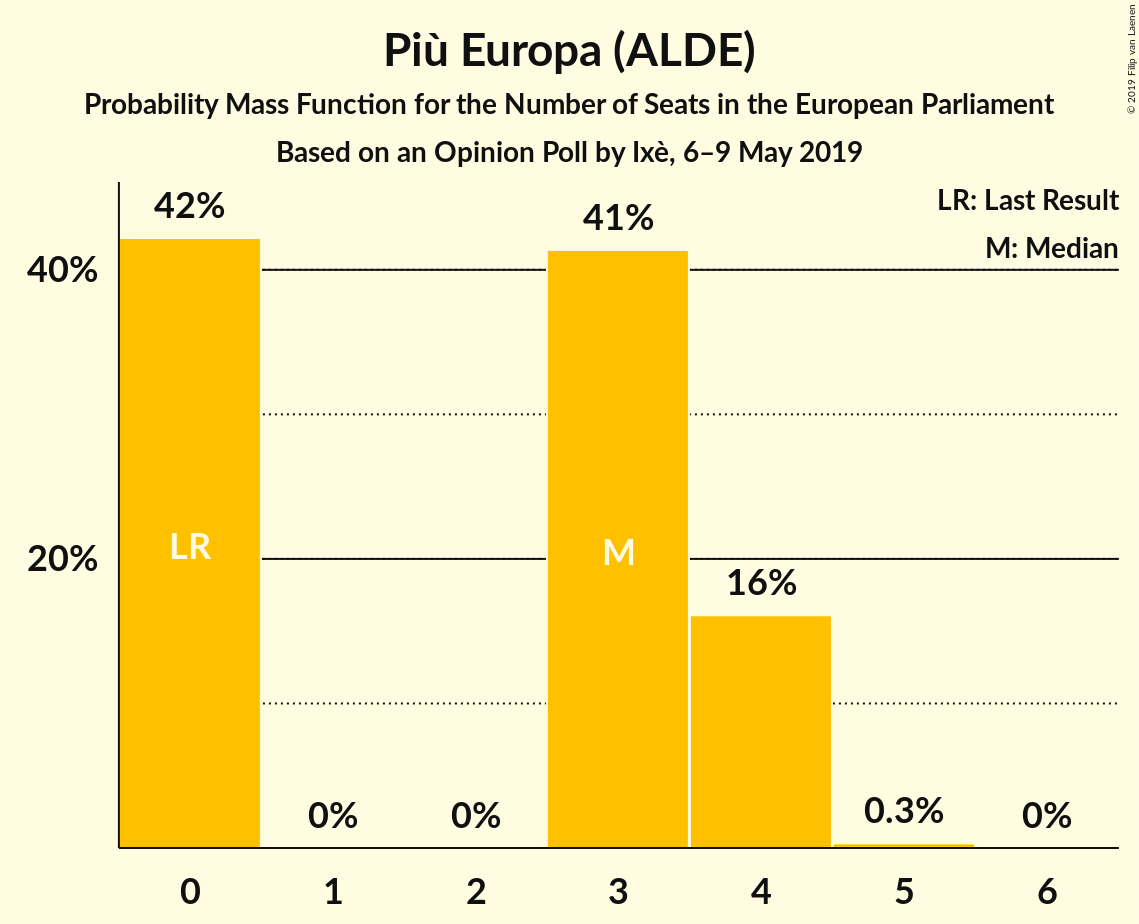 Più Europa (ALDE)
Probability Mass Function for the Number of Seats in the European Parliament
Based on an Opinion Poll by Ixè, 6–9 May 2019
© 2019 Filip van Laenen
LR: Last Result
M: Median
42%
41%
40%
LR
M
20%
16%
0%
0%
0.3%
0%
0
1
2
3
4
5
6